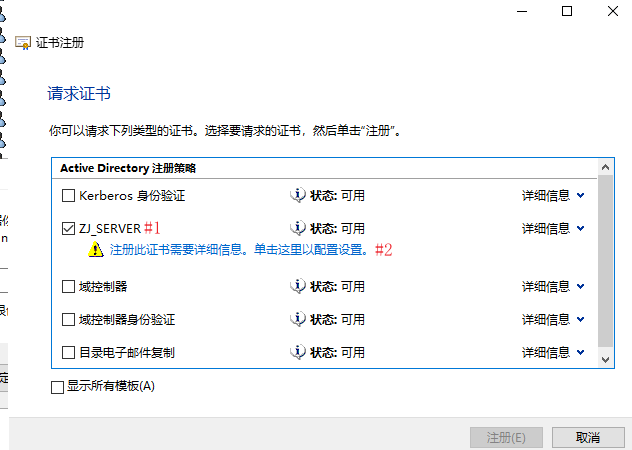 证书注册
请求证书
你可以请求下列类型的证书。选择要请求的证书，然后单击“注册”。
Active Directory 注册策略
Kerberos 身份验证 状态: 可用 详细信息
ZJ_SERVER #1 状态: 可用 详细信息
注册此证书需要详细信息。单击这里以配置设置。 #2
域控制器 状态: 可用 详细信息
域控制器身份验证 状态: 可用 详细信息
目录电子邮件复制 状态: 可用 详细信息
显示所有模板(A)
注册(E) 取消